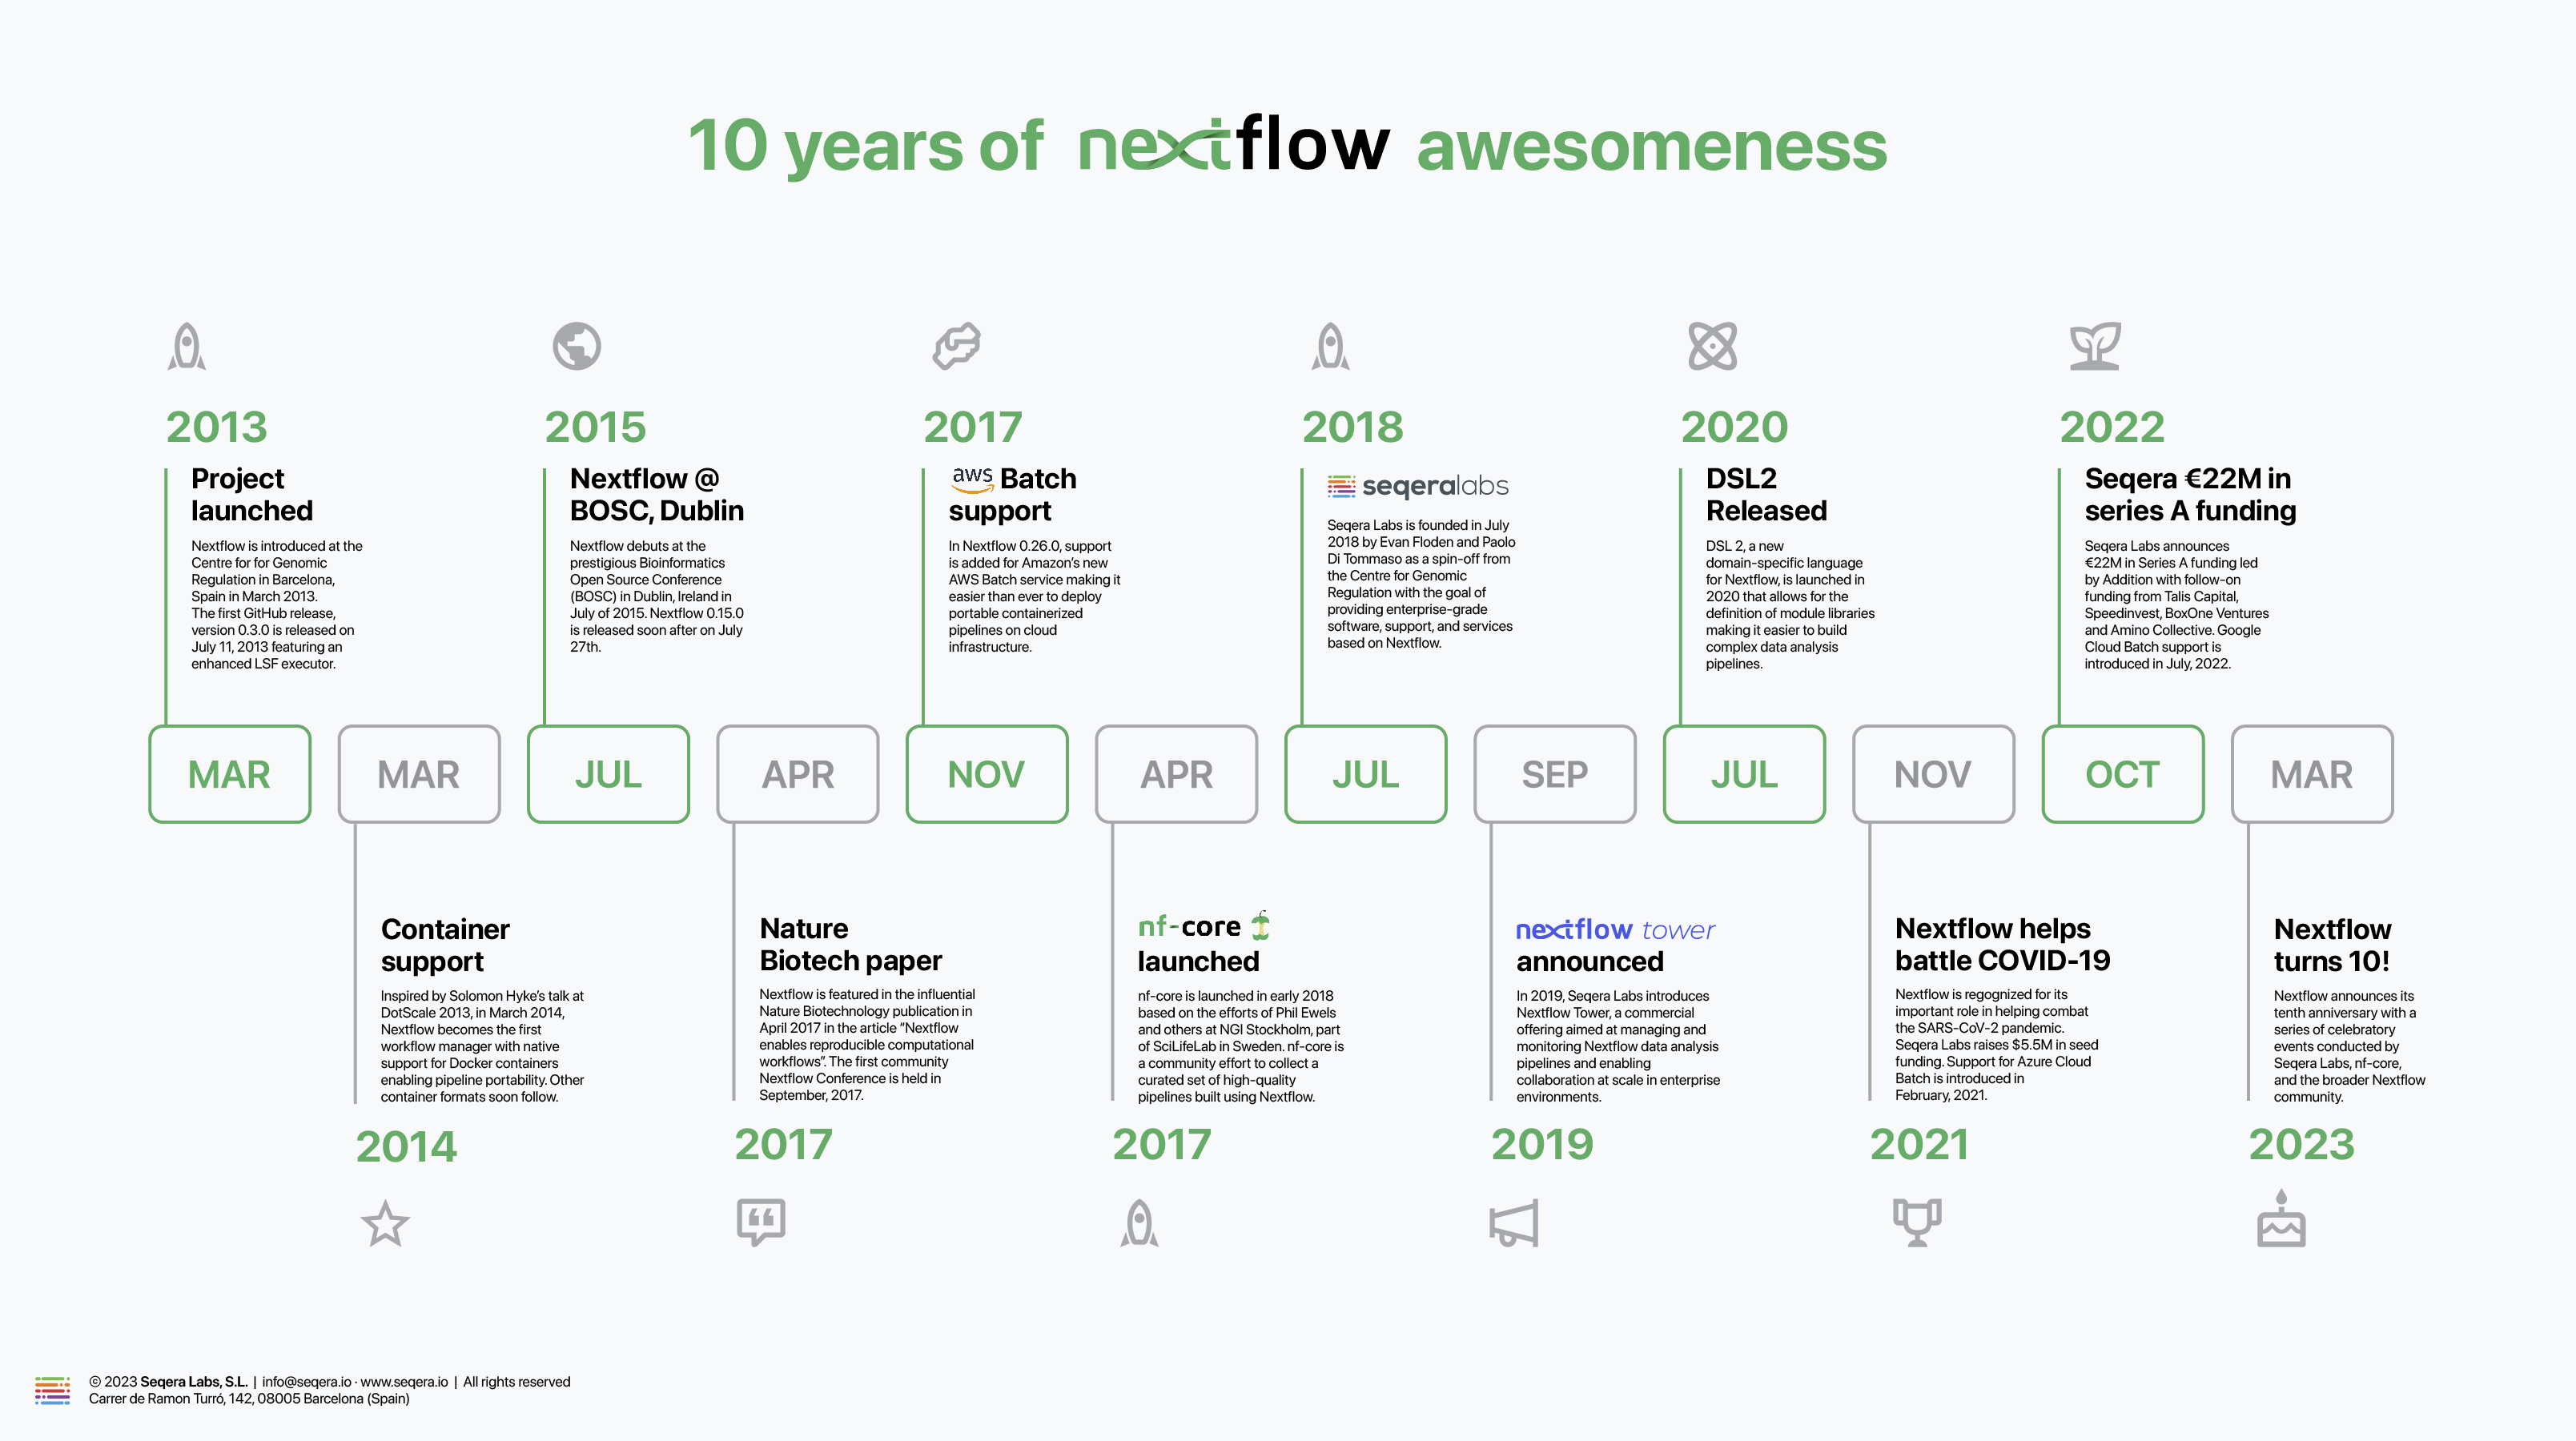 10 years of nextflow awesomeness
2013
Project
launched
Nextflow is introduced at the
Centre for for Genomic
Regulation in Barcelona,
Spain in March 2013.
The first GitHub release,
version 0.3.0 is released on
July 11, 2013 featuring an
enhanced LSF executor.
2015
Nextflow @
BOSC, Dublin
Nextflow debuts at the
prestigious Bioinformatics
Open Source Conference
(BOSC) in Dublin, Ireland in
July of 2015. Nextflow 0.15.0
is released soon after on July
27th.
2017
aws Batch
support
In Nextflow 0.26.0, support
is added for Amazon's new
AWS Batch service making it
easier than ever to deploy
portable containerized
pipelines on cloud
infrastructure.
2018
seqeralabs
Seqera Labs is founded in July
2018 by Evan Floden and Paolo
Di Tommaso as a spin-off from
the Centre for Genomic
Regulation with the goal of
providing enterprise-grade
software, support, and services
based on Nextflow.
2020
DSL2
Released
DSL 2, a new
domain-specific language
for Nextflow, is launched in
2020 that allows for the
definition of module libraries
making it easier to build
complex data analysis
pipelines.
2022
Seqera €22M in
series A funding
Seqera Labs announces
€22M in Series A funding led
by Addition with follow-on
funding from Talis Capital,
Speedinvest, BoxOne Ventures
and Amino Collective. Google
Cloud Batch support is
introduced in July, 2022.
MAR MAR JUL APR NOV APR JUL SEP JUL NOV OCT MAR
Container
support
Inspired by Solomon Hyke's talk at
DotScale 2013, in March 2014,
Nextflow becomes the first
workflow manager with native
support for Docker containers
enabling pipeline portability. Other
container formats soon follow.
2014
Nature
Biotech paper
Nextflow is featured in the influential
Nature Biotechnology publication in
April 2017 in the article “Nextflow
enables reproducible computational
workflows”. The first community
Nextflow Conference is held in
September, 2017.
2017
nf-core
launched
nf-core is launched in early 2018
based on the efforts of Phil Ewels
and others at NGI Stockholm, part
of SciLifeLab in Sweden. nf-core is
a community effort to collect a
curated set of high-quality
pipelines built using Nextflow.
2017
nextflow tower
announced
In 2019, Seqera Labs introduces
Nextflow Tower, a commercial
offering aimed at managing and
monitoring Nextflow data analysis
pipelines and enabling
collaboration at scale in enterprise
environments.
2019
Nextflow helps
battle COVID-19
Nextflow is regognized for its
important role in helping combat
the SARS-CoV-2 pandemic.
Seqera Labs raises $5.5M in seed
funding. Support for Azure Cloud
Batch is introduced in
February, 2021.
2021
Nextflow
turns 10!
Nextflow announces its
tenth anniversary with a
series of celebratory
events conducted by
Seqera Labs, nf-core,
and the broader Nextflow
community.
2023
© 2023 Seqera Labs, S.L. | info@seqera.io · www.seqera.io | All rights reserved
Carrer de Ramon Turró, 142, 08005 Barcelona (Spain)